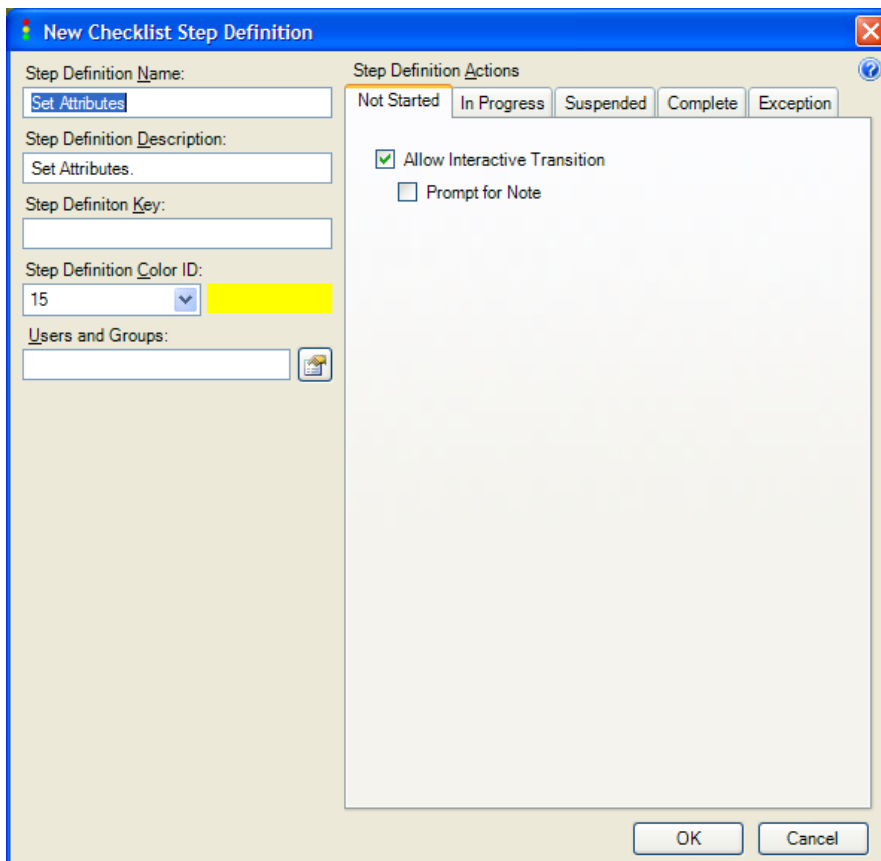 New Checklist Step Definition
Step Definition Name:
Set Attributes
Step Definition Description:
Set Attributes.
Step Definiton Key:
Step Definition Color ID:
15
Users and Groups:
Step Definition Actions
Not Started In Progress Suspended Complete Exception
Allow Interactive Transition
Prompt for Note
OK Cancel